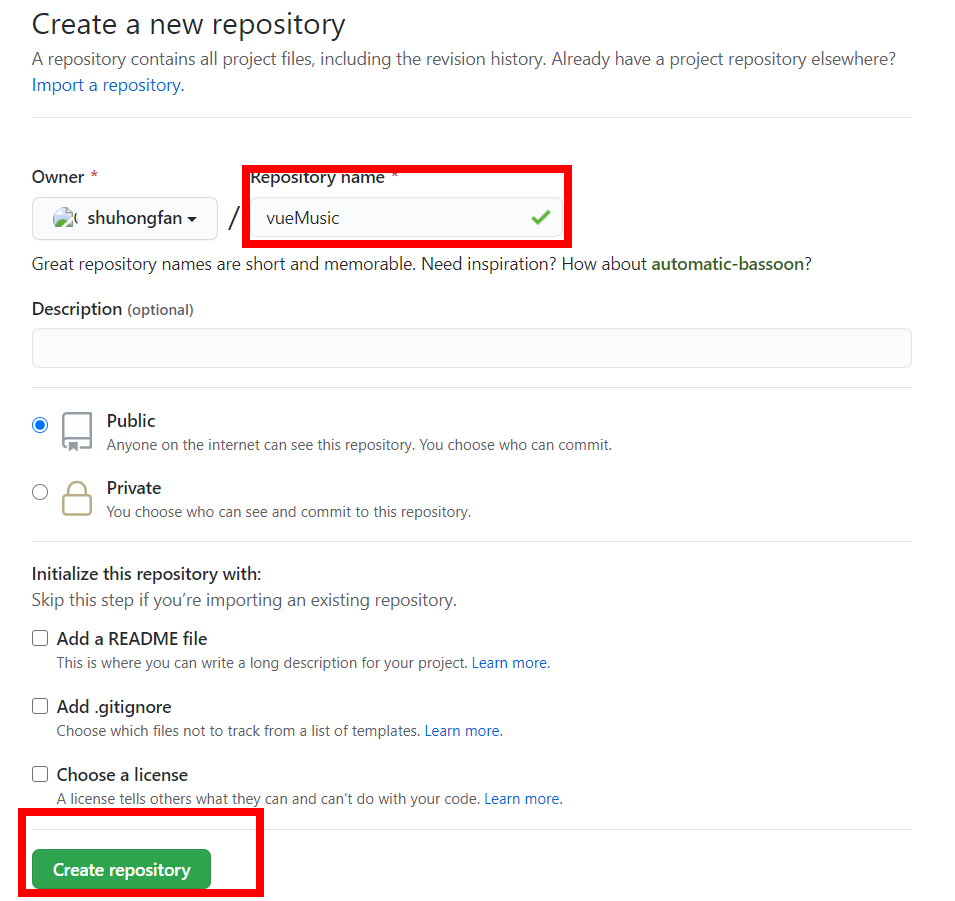 Create a new repository
A repository contains all project files, including the revision history. Already have a project repository elsewhere?
Import a repository.
Owner *
Repository name *
shuhongfan
/
vueMusic
Great repository names are short and memorable. Need inspiration? How about automatic-bassoon?
Description (optional)
Public
Anyone on the internet can see this repository. You choose who can commit.
Private
You choose who can see and commit to this repository.
Initialize this repository with:
Skip this step if you’re importing an existing repository.
Add a README file
This is where you can write a long description for your project. Learn more.
Add .gitignore
Choose which files not to track from a list of templates. Learn more.
Choose a license
A license tells others what they can and can't do with your code. Learn more.
Create repository